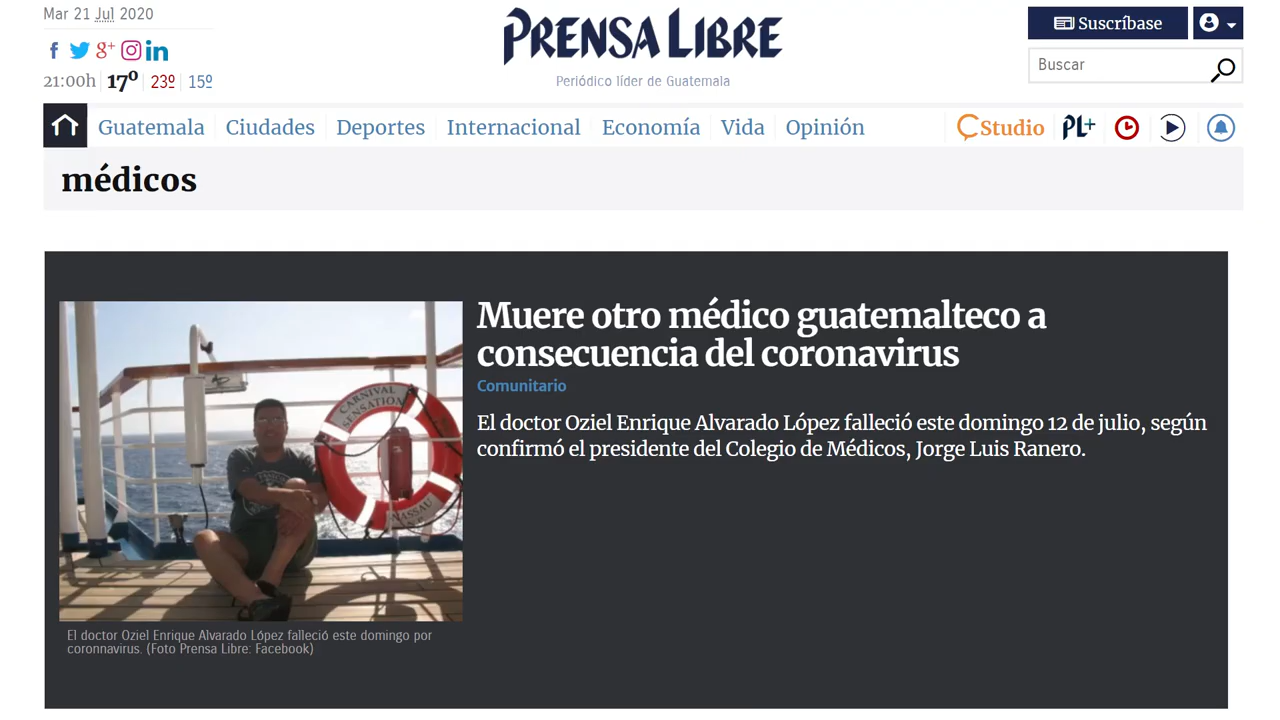 Mar 21 Jul 2020
21:00h 17º 23º 15º
PRENSA LIBRE
Periódico líder de Guatemala
Suscríbase
Buscar
Guatemala Ciudades Deportes Internacional Economía Vida Opinión Studio PL+
médicos
CARNIVAL
SENSATION
NASSAU
Muere otro médico guatemalteco a
consecuencia del coronavirus
Comunitario
El doctor Oziel Enrique Alvarado López falleció este domingo 12 de julio, según
confirmó el presidente del Colegio de Médicos, Jorge Luis Ranero.
El doctor Oziel Enrique Alvarado López falleció este domingo por
coronnavirus. (Foto Prensa Libre: Facebook)